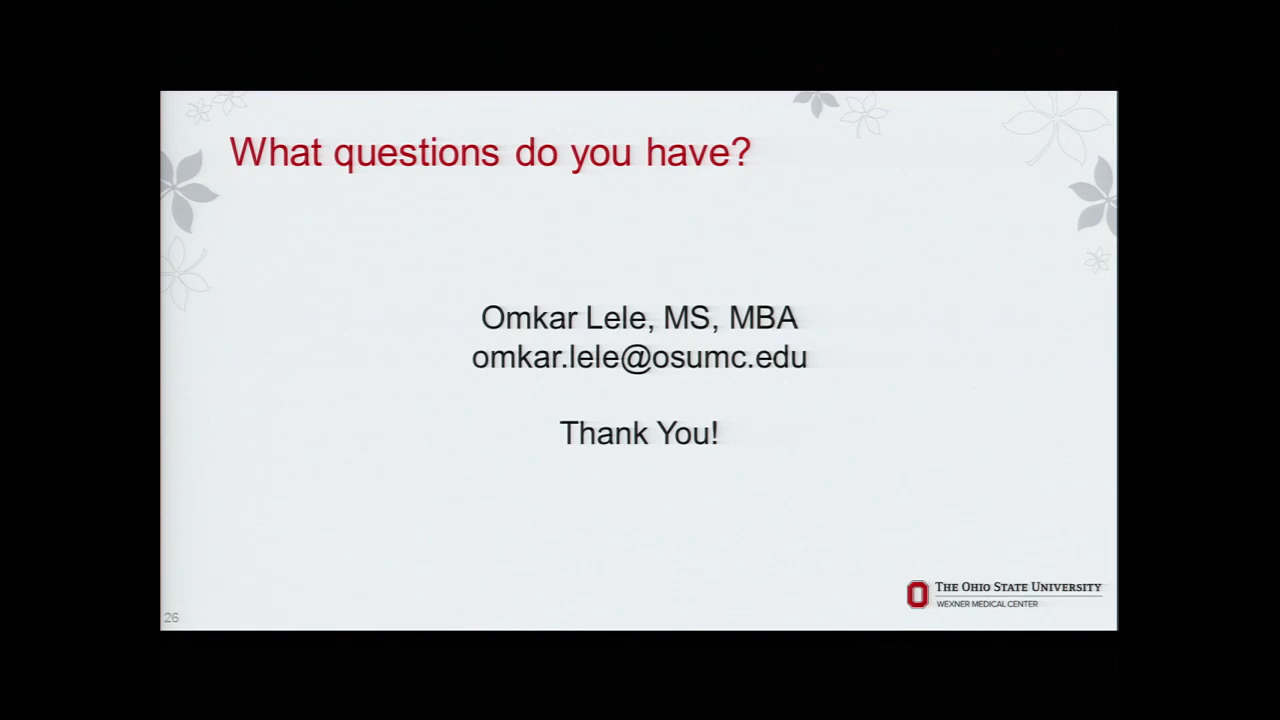 What questions do you have?
Omkar Lele, MS, MBA
omkar.lele@osumc.edu
Thank You!
THE OHIO STATE UNIVERSITY
WEXNER MEDICAL CENTER
26